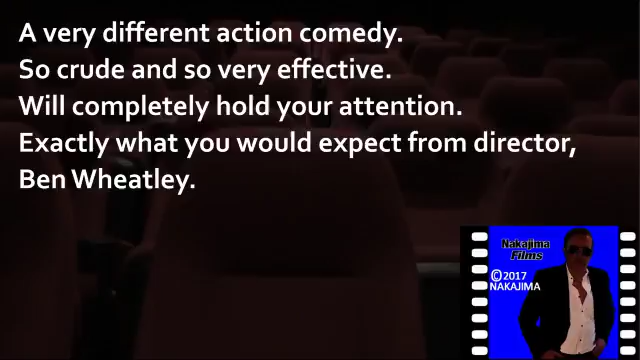 A very different action comedy.
So crude and so very effective.
Will completely hold your attention.
Exactly what you would expect from director,
Ben Wheatley.
Nakajima
Films
©2017
NAKAJIMA